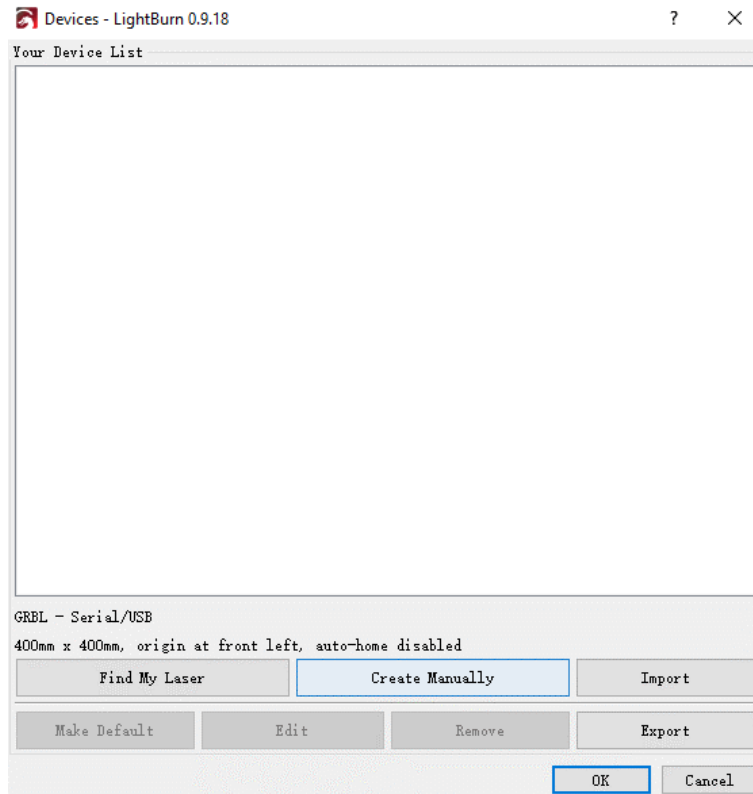 Devices - LightBurn 0.9.18 ?
Your Device List
GRBL - Serial/USB
400mm x 400mm, origin at front left, auto-home disabled
Find My Laser Create Manually Import
Make Default Edit Remove Export
OK Cancel